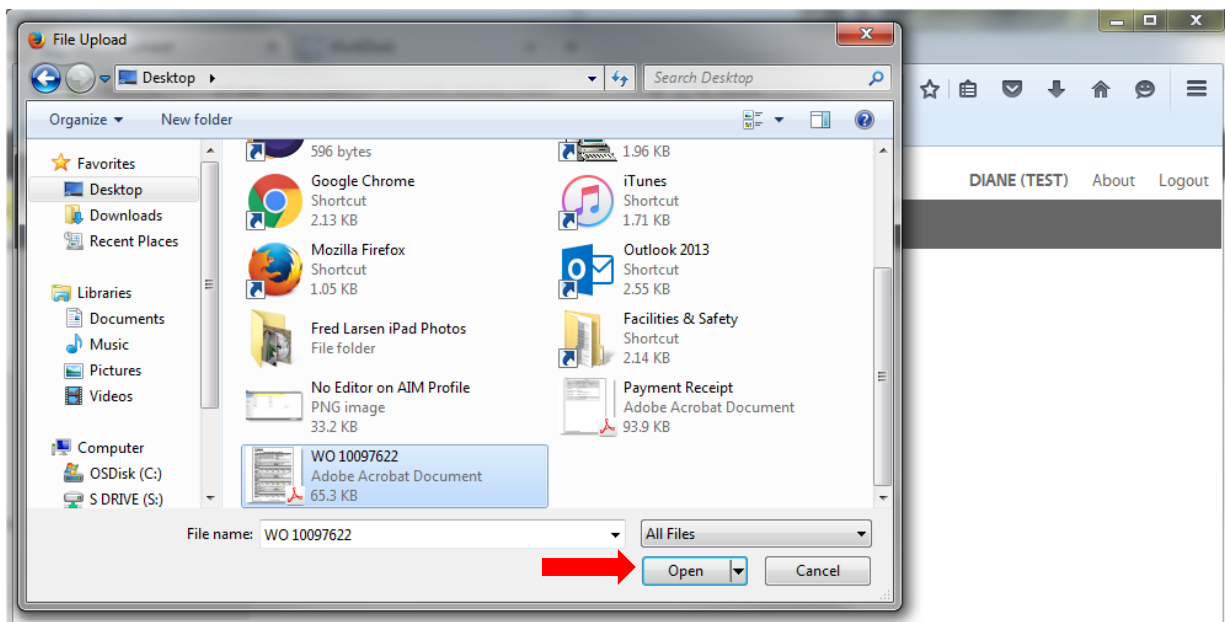 File Upload
Desktop
Search Desktop
Organize
New folder
Favorites
Desktop
Downloads
Recent Places
Libraries
Documents
Music
Pictures
Videos
Computer
OSDisk (C:)
S DRIVE (S:)
596 bytes
1.96 KB
Google Chrome
Shortcut
2.13 KB
iTunes
Shortcut
1.71 KB
Mozilla Firefox
Shortcut
1.05 KB
Outlook 2013
Shortcut
2.55 KB
Fred Larsen iPad Photos
File folder
Facilities & Safety
Shortcut
2.14 KB
No Editor on AIM Profile
PNG image
33.2 KB
Payment Receipt
Adobe Acrobat Document
93.9 KB
WO 10097622
Adobe Acrobat Document
65.3 KB
File name: WO 10097622
All Files
Open
Cancel
DIANE (TEST) About Logout